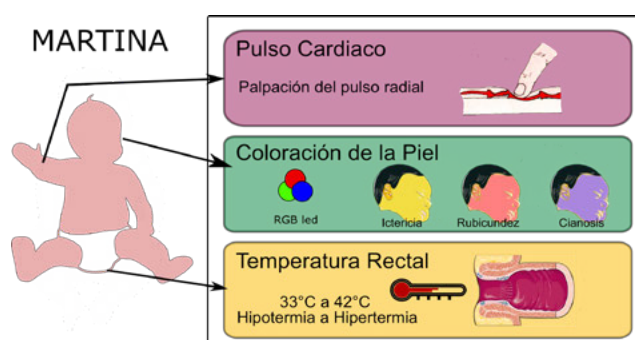 MARTINA
Pulso Cardiaco
Palpación del pulso radial
Coloración de la Piel
RGB led
Ictericia
Rubicundez
Cianosis
Temperatura Rectal
33°C a 42°C
Hipotermia a Hipertermia